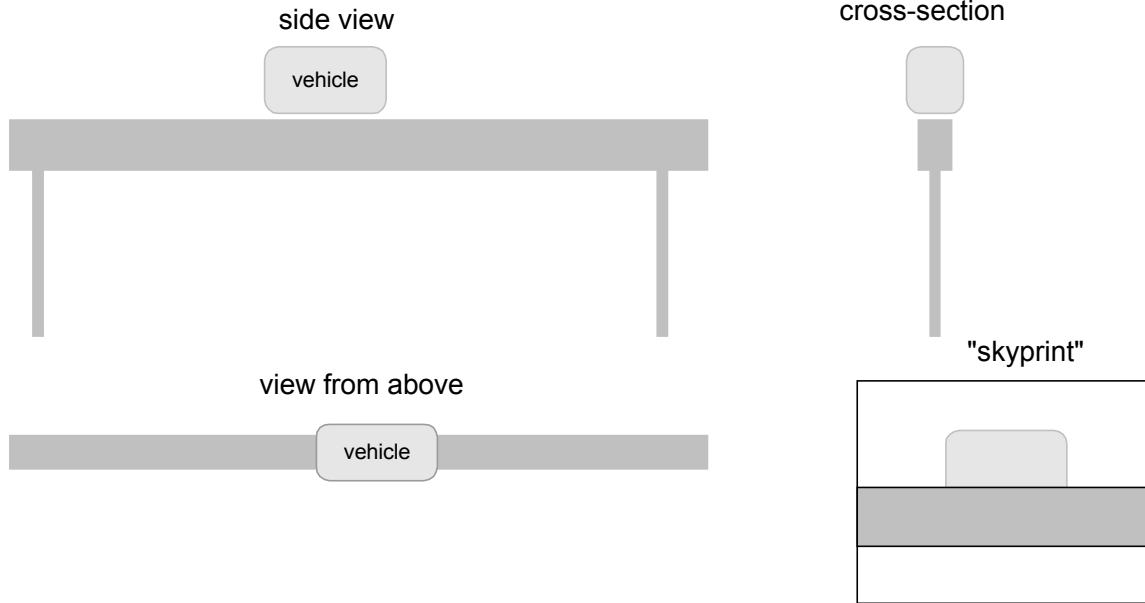 side view
cross-section
vehicle
"skyprint"
view from above
vehicle